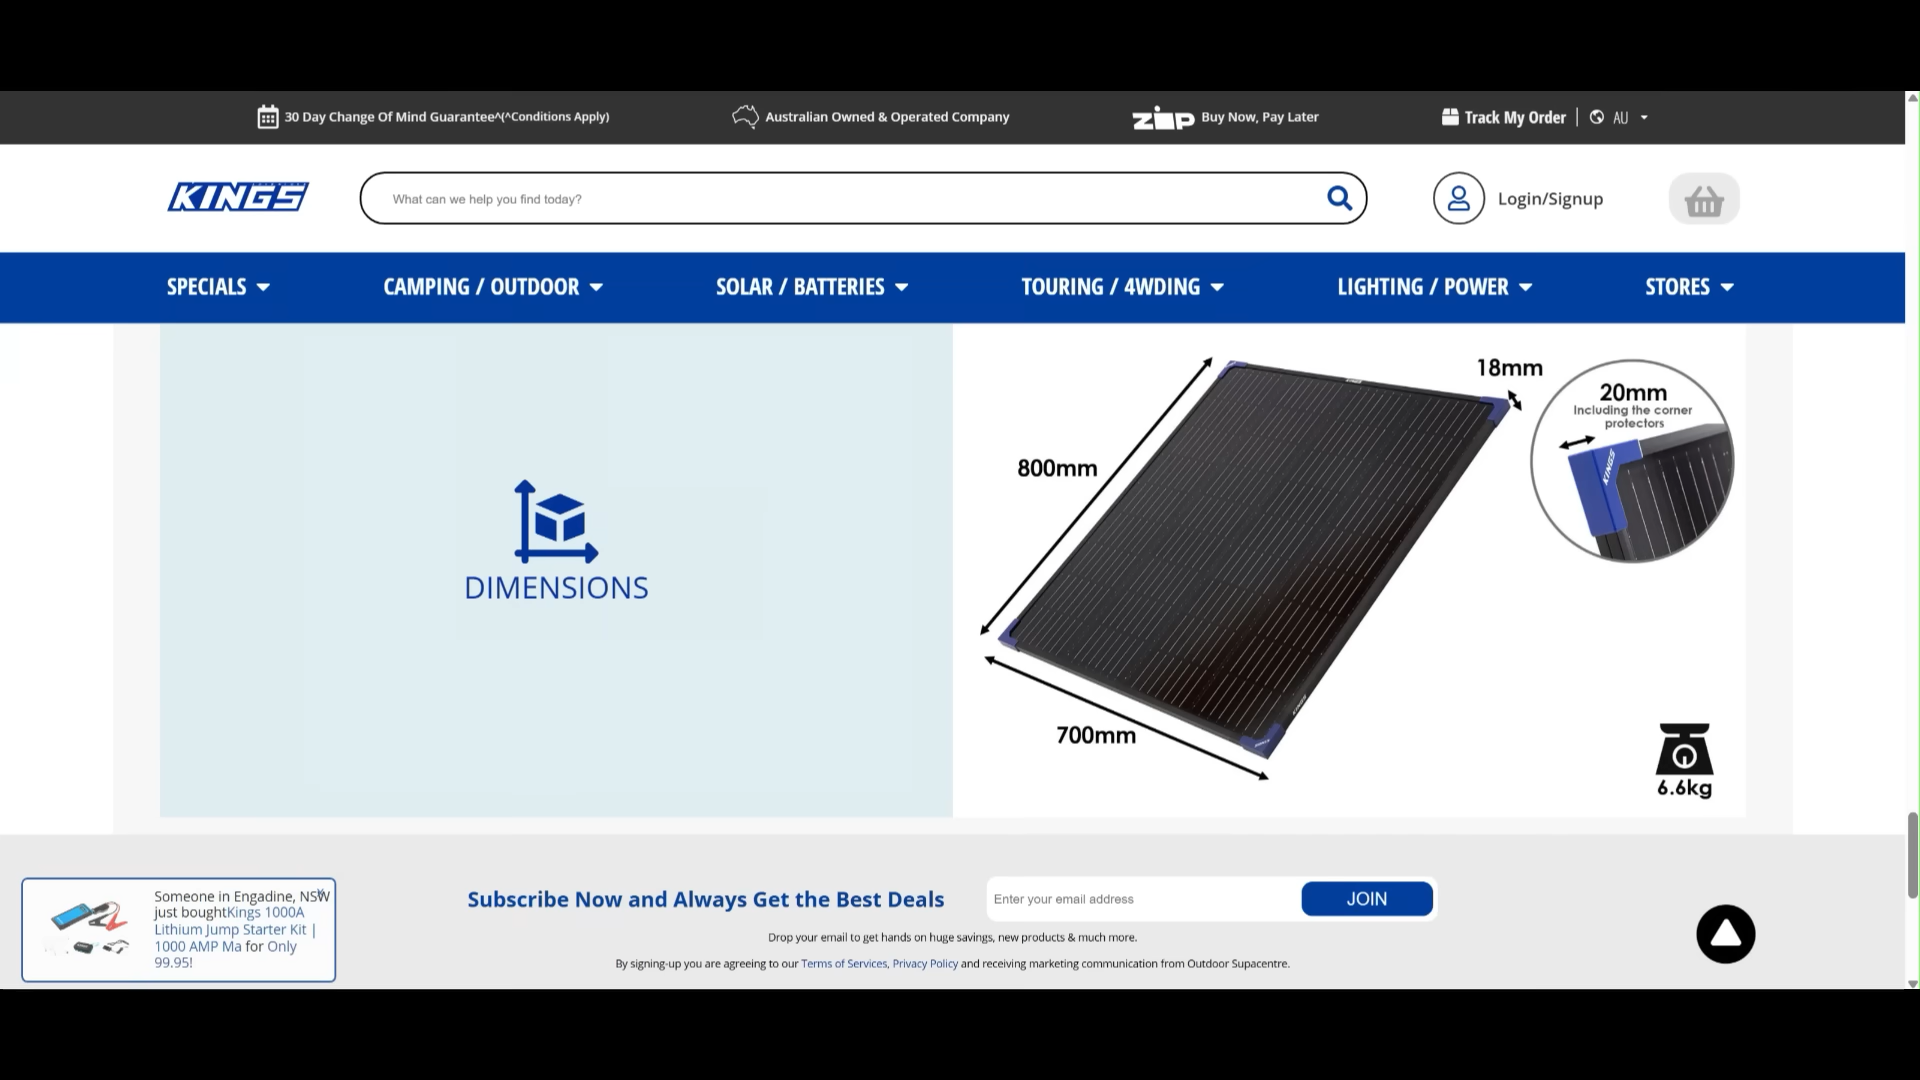 30 Day Change Of Mind Guarantee^(^Conditions Apply)
Australian Owned & Operated Company
zip Buy Now, Pay Later
Track My Order | AU
KINGS
What can we help you find today?
Login/Signup
SPECIALS
CAMPING / OUTDOOR
SOLAR / BATTERIES
TOURING / 4WDING
LIGHTING / POWER
STORES
DIMENSIONS
18mm
20mm
Including the corner
protectors
KINGS
800mm
700mm
6.6kg
Someone in Engadine, NSW
just boughtKings 1000A
Lithium Jump Starter Kit |
1000 AMP Ma for Only
99.95!
Subscribe Now and Always Get the Best Deals
Enter your email address
JOIN
Drop your email to get hands on huge savings, new products & much more.
By signing-up you are agreeing to our Terms of Services, Privacy Policy and receiving marketing communication from Outdoor Supacentre.